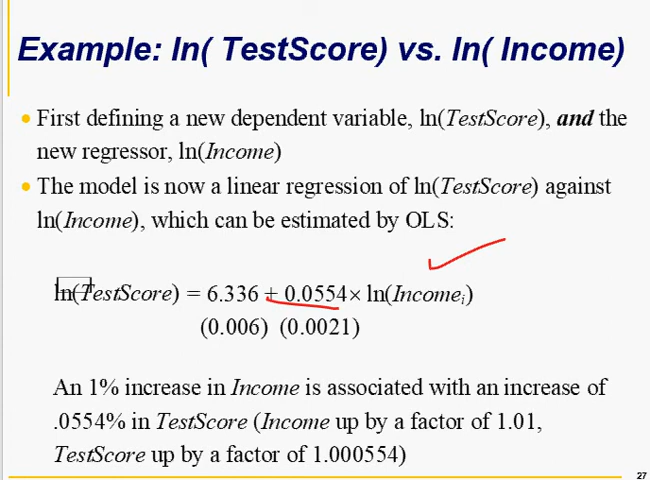 Example: ln( TestScore) vs. ln( Income)
• First defining a new dependent variable, ln(TestScore), and the
new regressor, ln(Income)
• The model is now a linear regression of ln(TestScore) against
ln(Income), which can be estimated by OLS:
ln(TestScore) = 6.336 + 0.0554× ln(Incomeᵢ)
(0.006) (0.0021)
An 1% increase in Income is associated with an increase of
.0554% in TestScore (Income up by a factor of 1.01,
TestScore up by a factor of 1.000554)
27